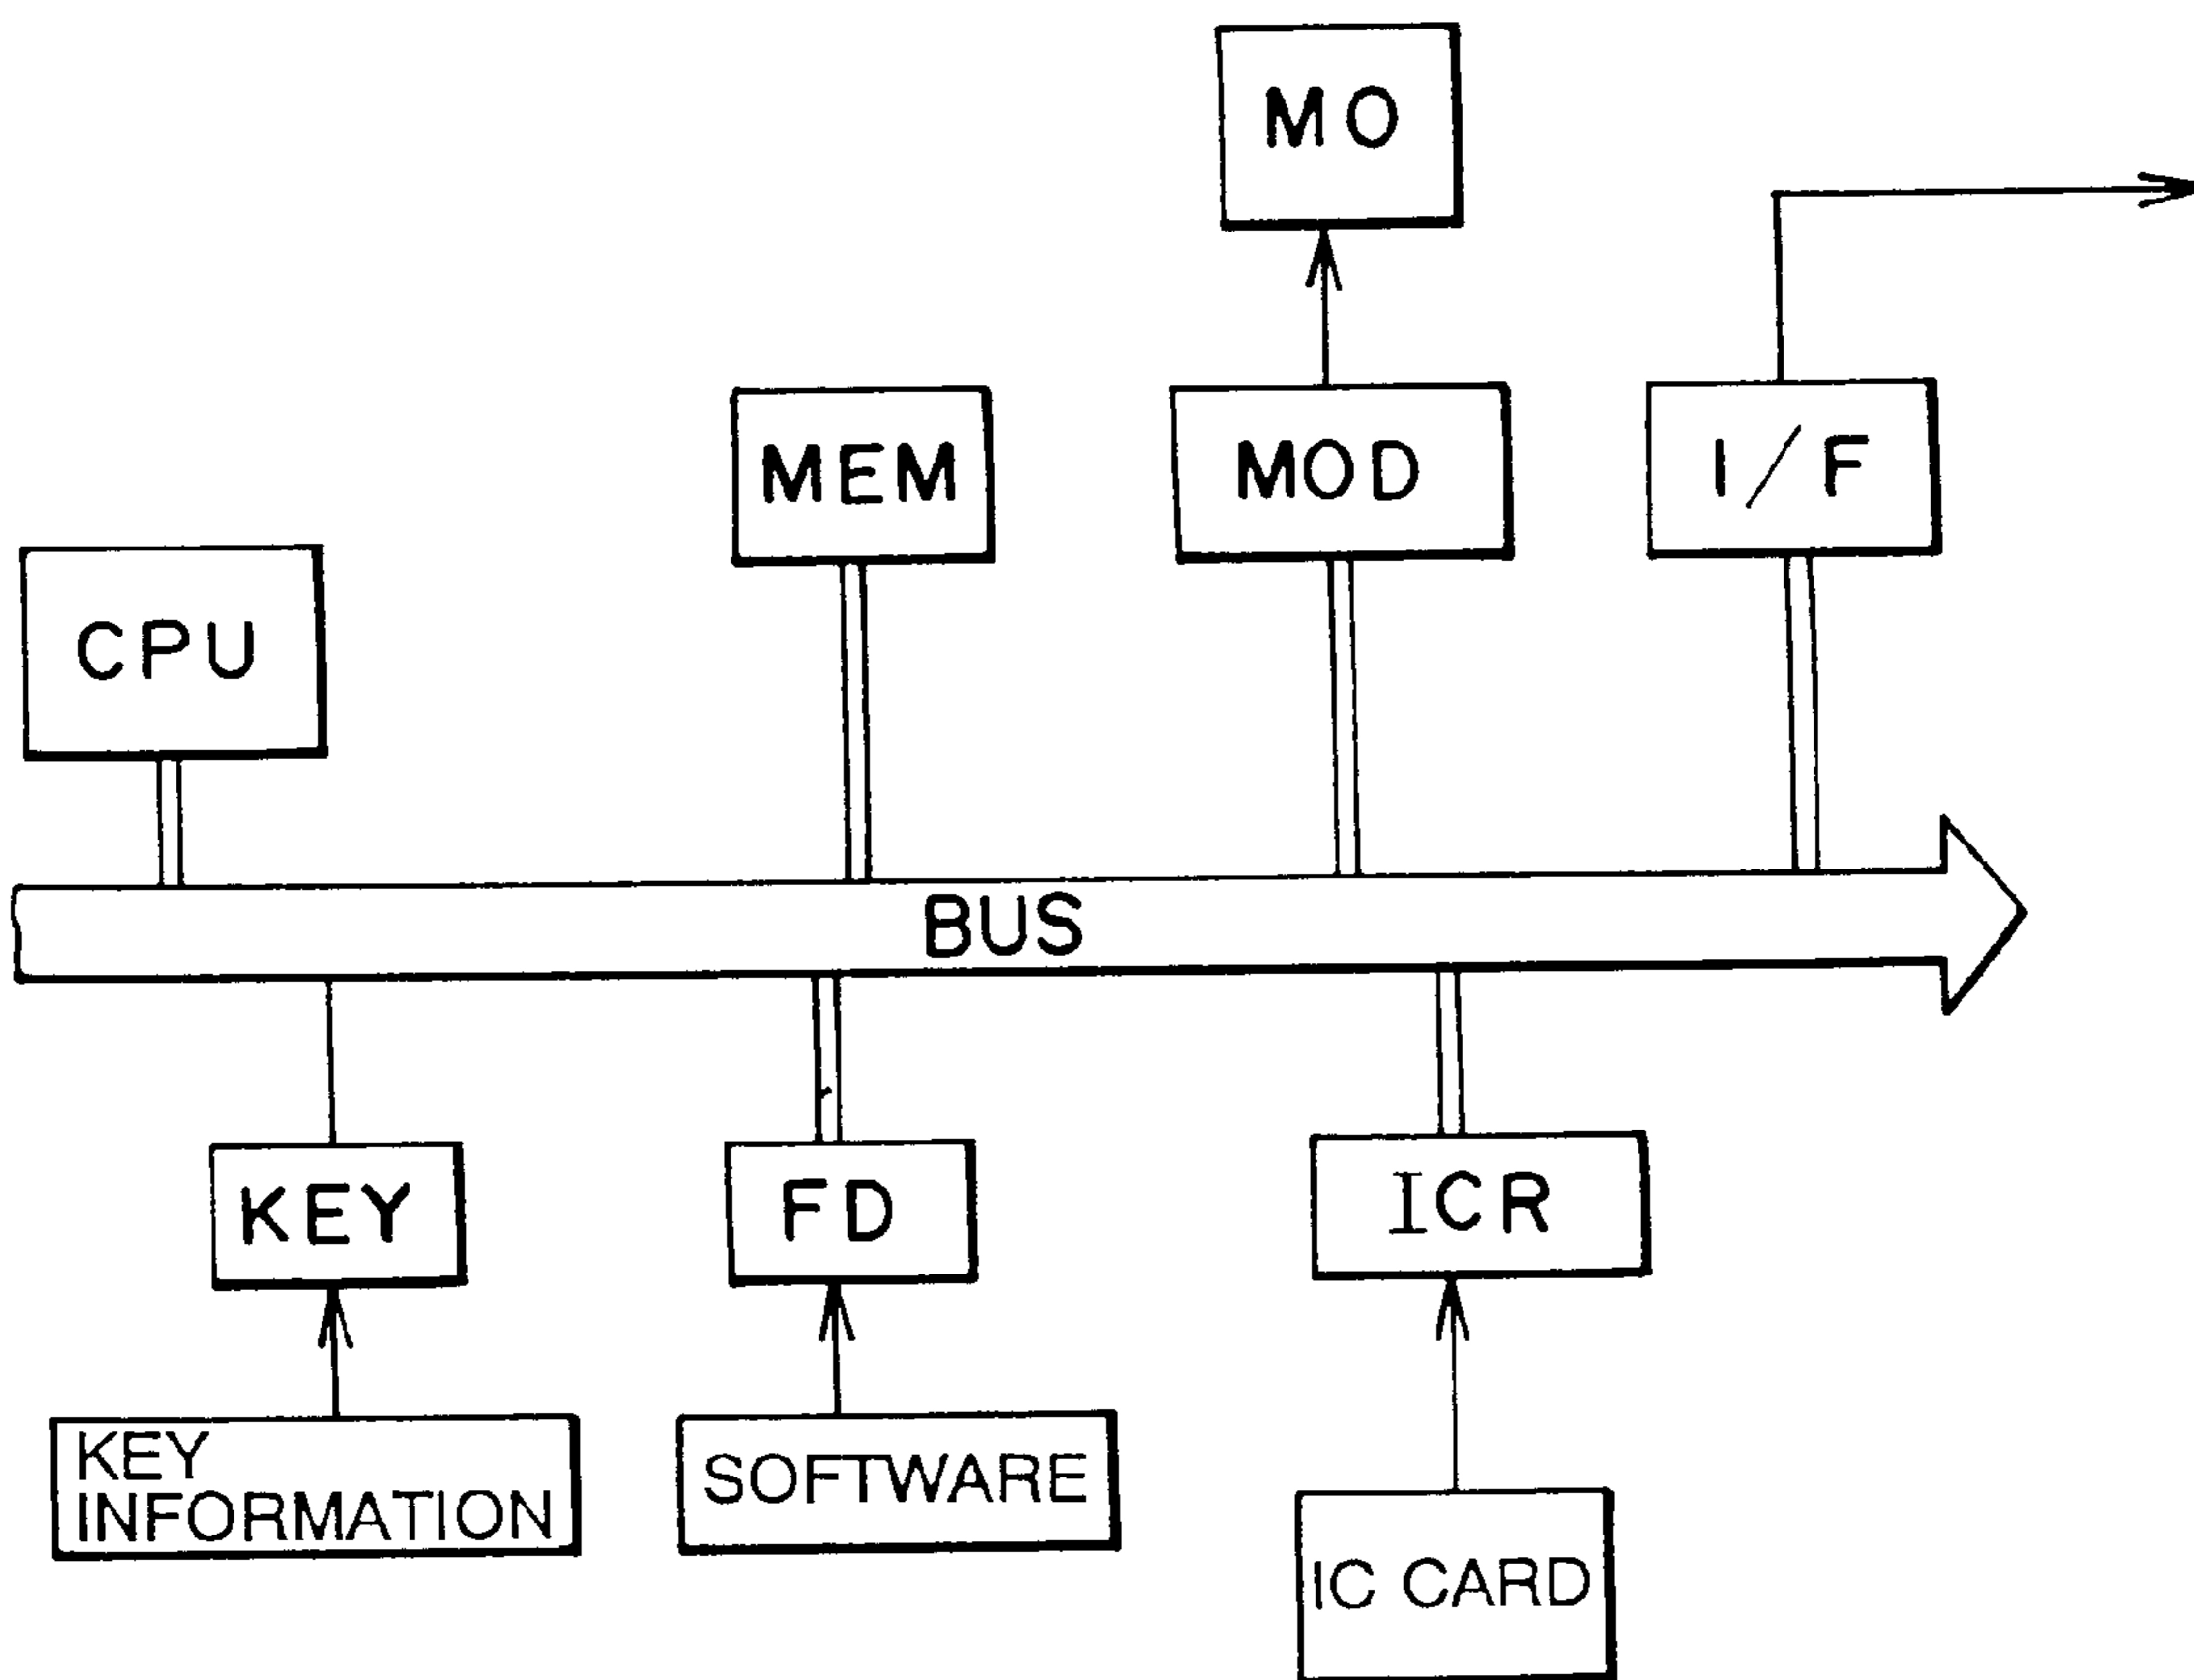 MO
MEM
MOD
I/F
CPU
BUS
KEY
FD
ICR
KEY
INFORMATION
SOFTWARE
IC CARD